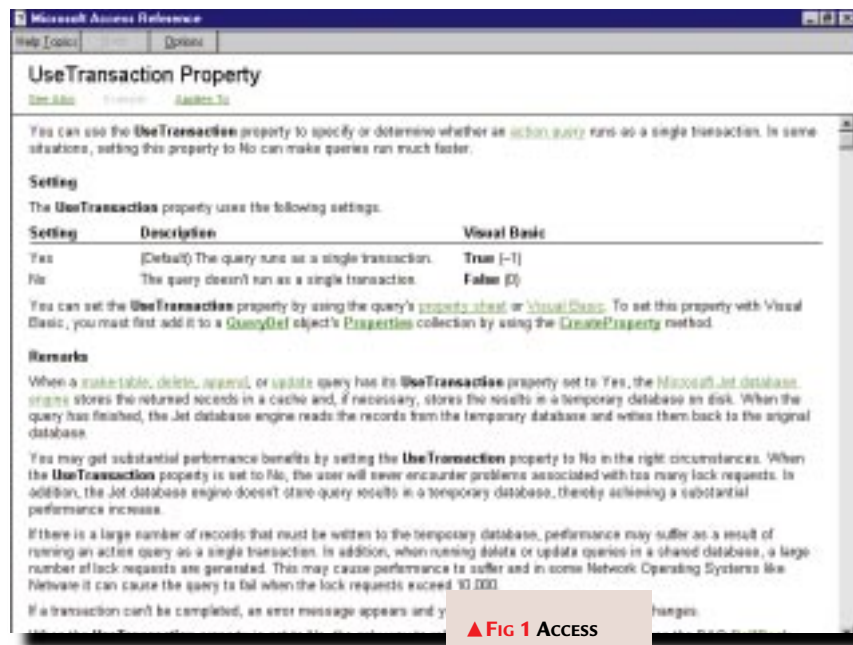 Microsoft Access Reference
Help Topics Options
UseTransaction Property
See Also Example Applies To
You can use the UseTransaction property to specify or determine whether an action query runs as a single transaction. In some
situations, setting this property to No can make queries run much faster.
Setting
The UseTransaction property uses the following settings.
Setting Description Visual Basic
Yes (Default) The query runs as a single transaction. True (–1)
No The query doesn't run as a single transaction. False (0)
You can set the UseTransaction property by using the query's property sheet or Visual Basic. To set this property with Visual
Basic, you must first add it to a QueryDef object's Properties collection by using the CreateProperty method.
Remarks
When a make-table, delete, append, or update query has its UseTransaction property set to Yes, the Microsoft Jet database
engine stores the returned records in a cache and, if necessary, stores the results in a temporary database on disk. When the
query has finished, the Jet database engine reads the records from the temporary database and writes them back to the original
database.
You may get substantial performance benefits by setting the UseTransaction property to No in the right circumstances. When
the UseTransaction property is set to No, the user will never encounter problems associated with too many lock requests. In
addition, the Jet database engine doesn't store query results in a temporary database, thereby achieving a substantial
performance increase.
If there is a large number of records that must be written to the temporary database, performance may suffer as a result of
running an action query as a single transaction. In addition, when running delete or update queries in a shared database, a large
number of lock requests are generated. This may cause performance to suffer and in some Network Operating Systems like
Netware it can cause the query to fail when the lock requests exceed 10,000.
If a transaction can't be completed, an error message appears and y changes.
▲FIG 1 ACCESS